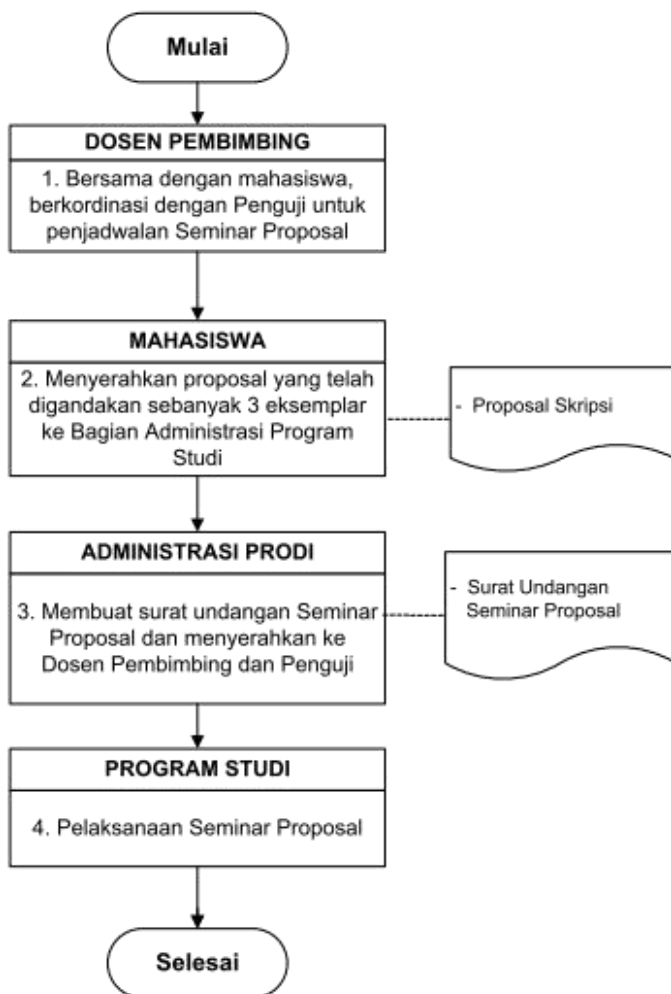 Mulai
DOSEN PEMBIMBING
1. Bersama dengan mahasiswa,
berkordinasi dengan Penguji untuk
penjadwalan Seminar Proposal
MAHASISWA
2. Menyerahkan proposal yang telah
digandakan sebanyak 3 eksemplar
ke Bagian Administrasi Program
Studi
- Proposal Skripsi
ADMINISTRASI PRODI
3. Membuat surat undangan Seminar
Proposal dan menyerahkan ke
Dosen Pembimbing dan Penguji
- Surat Undangan
Seminar Proposal
PROGRAM STUDI
4. Pelaksanaan Seminar Proposal
Selesai